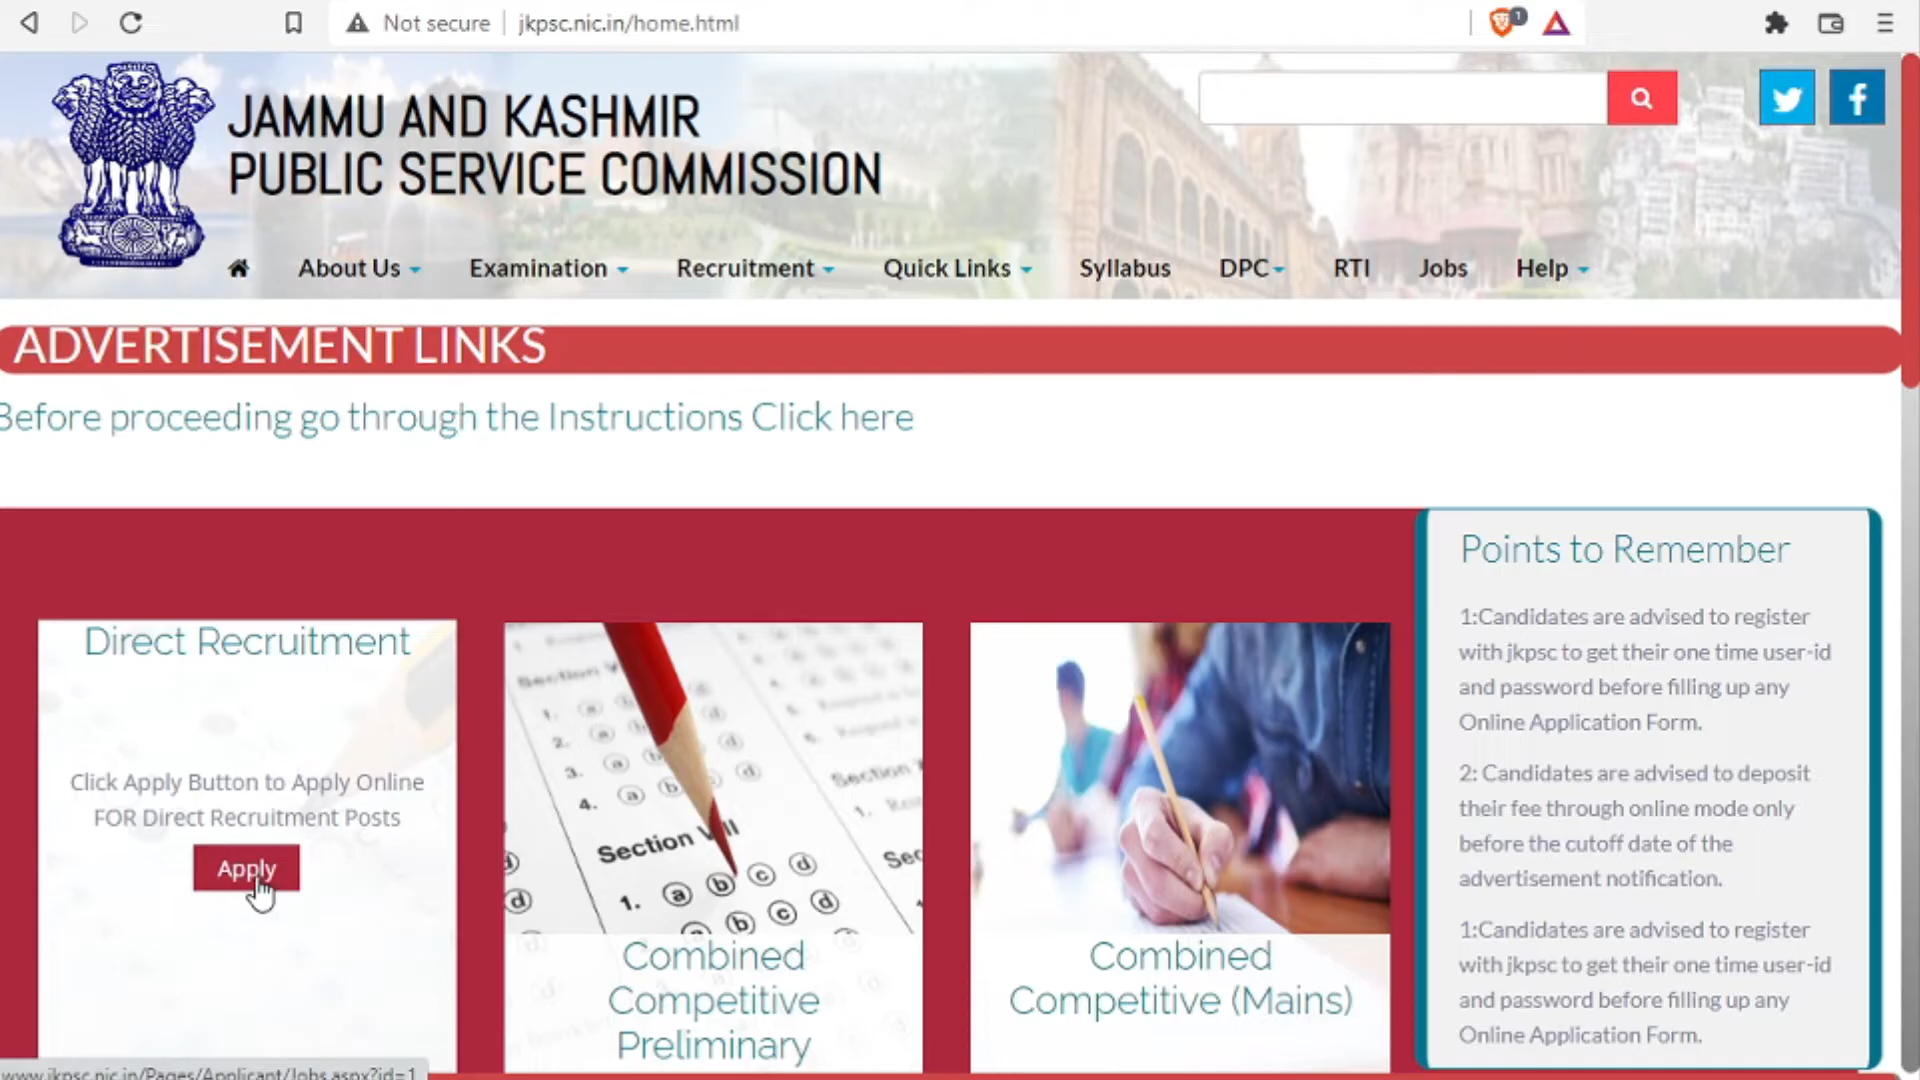 Not secure
jkpsc.nic.in/home.html
1
JAMMU AND KASHMIR
PUBLIC SERVICE COMMISSION
About Us
Examination
Recruitment
Quick Links
Syllabus
DPC
RTI
Jobs
Help
ADVERTISEMENT LINKS
Before proceeding go through the Instructions Click here
Direct Recruitment
Click Apply Button to Apply Online
FOR Direct Recruitment Posts
Apply
1.
2.
3.
4.
Section VIII
1. a b c d
b c d
Combined
Competitive
Preliminary
Combined
Competitive (Mains)
Points to Remember
1:Candidates are advised to register
with jkpsc to get their one time user-id
and password before filling up any
Online Application Form.
2: Candidates are advised to deposit
their fee through online mode only
before the cutoff date of the
advertisement notification.
1:Candidates are advised to register
with jkpsc to get their one time user-id
and password before filling up any
Online Application Form.
www.jkpsc.nic.in/Pages/Applicant/Jobs.aspx?id=1